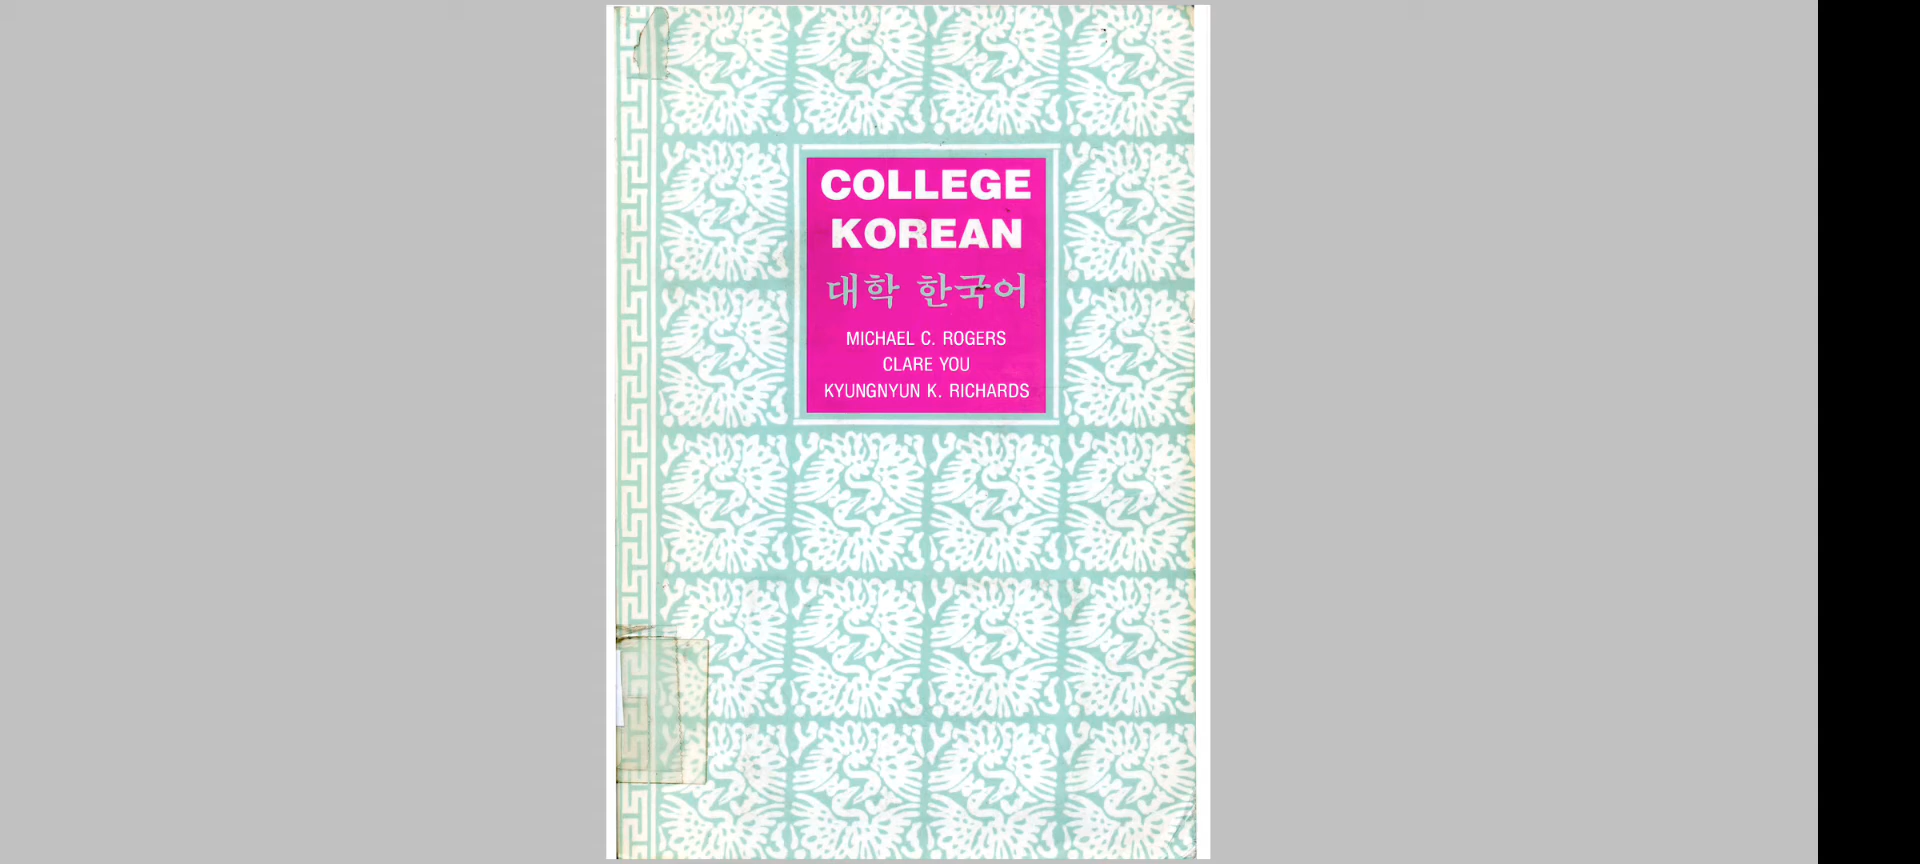 COLLEGE
KOREAN
대학 한국어
MICHAEL C. ROGERS
CLARE YOU
KYUNGNYUN K. RICHARDS